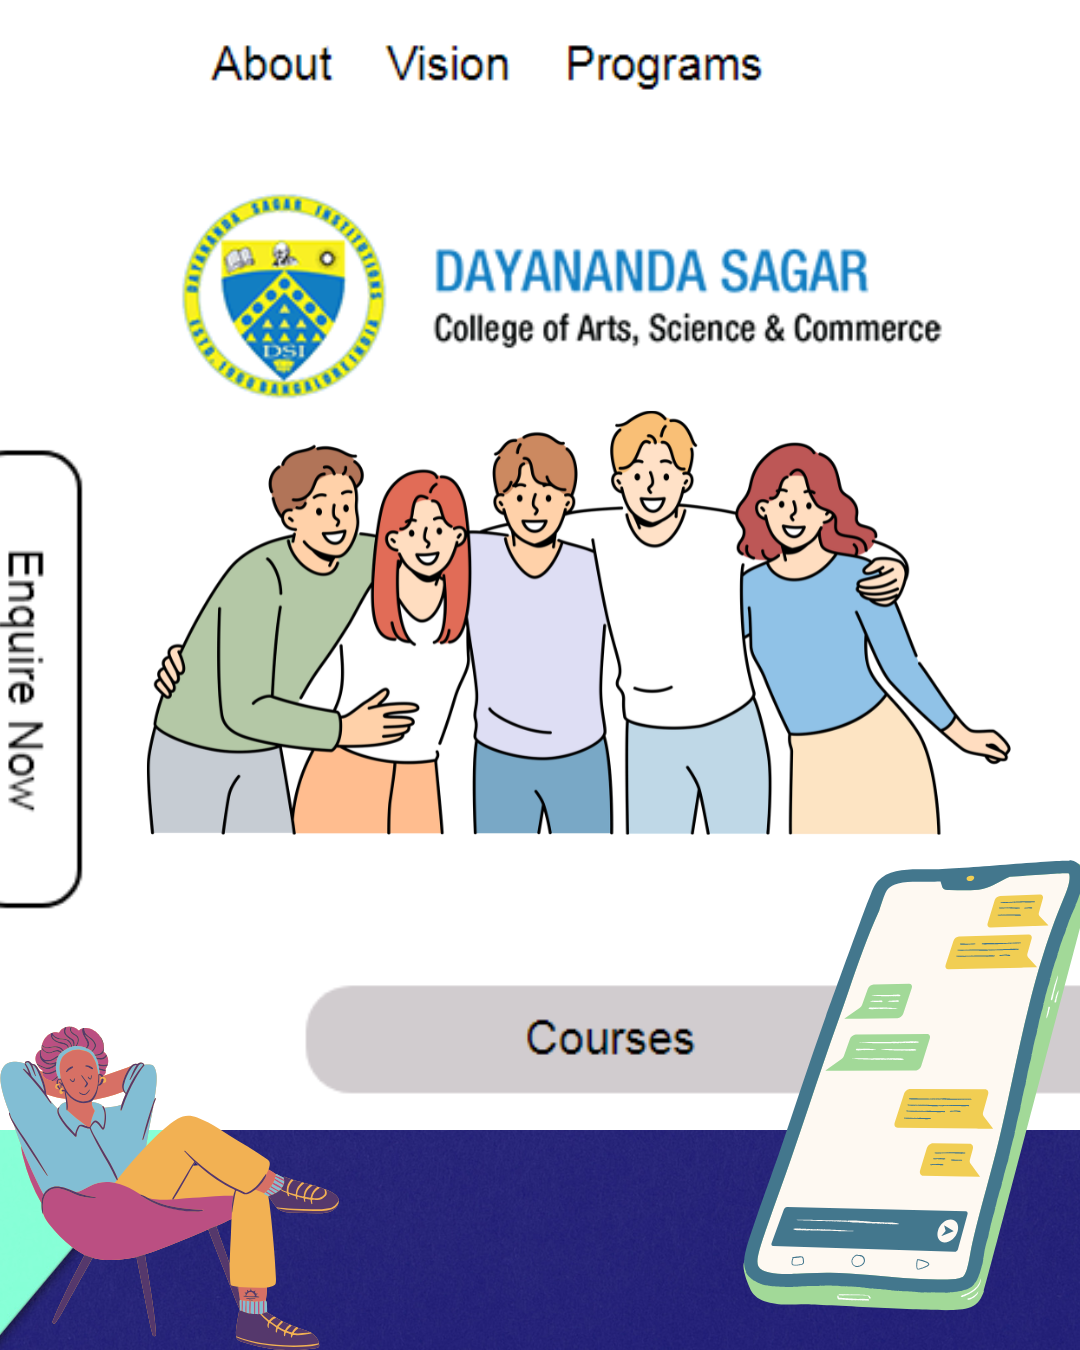 About Vision Programs
DAYANANDA SAGAR INSTITUTIONS
ESTD. 1960 BANGALORE INDIA
DSI
DAYANANDA SAGAR
College of Arts, Science & Commerce
Enquire Now
Courses